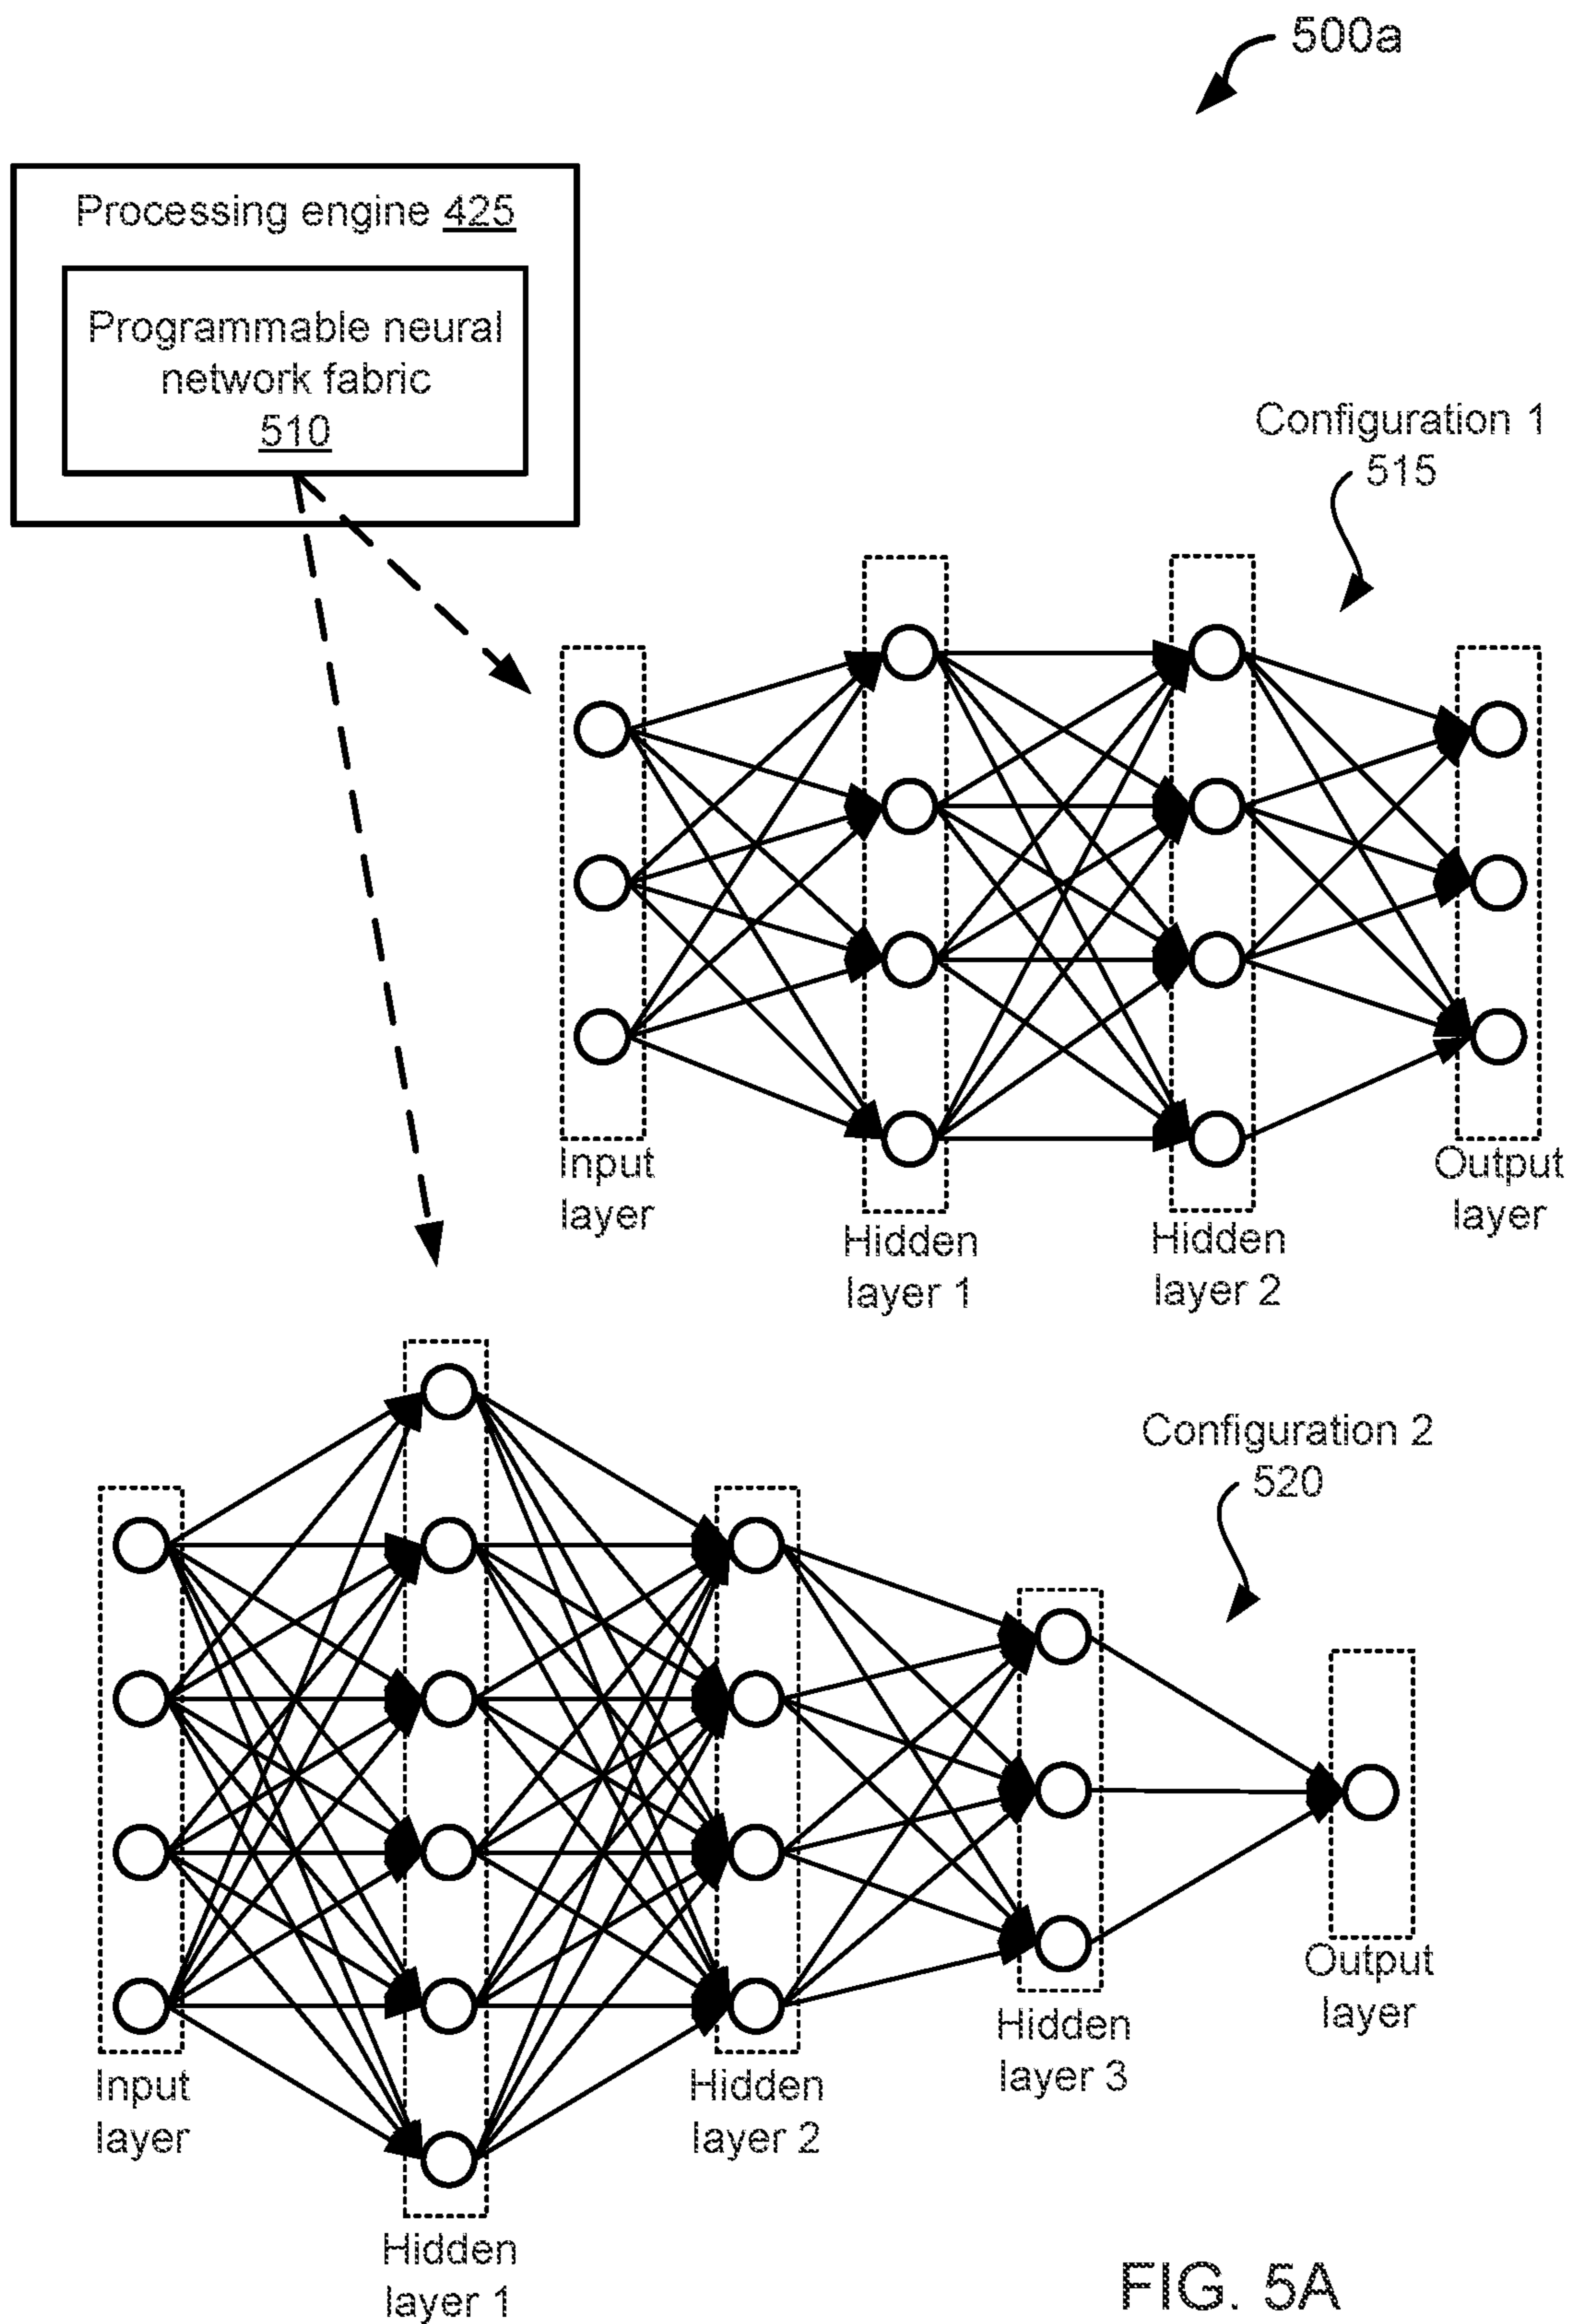 500a
Processing engine 425
Programmable neural
network fabric
510
Configuration 1
515
Input
layer
Hidden
layer 1
Hidden
layer 2
Output
layer
Configuration 2
520
Input
layer
Hidden
layer 1
Hidden
layer 2
Hidden
layer 3
Output
layer
FIG. 5A